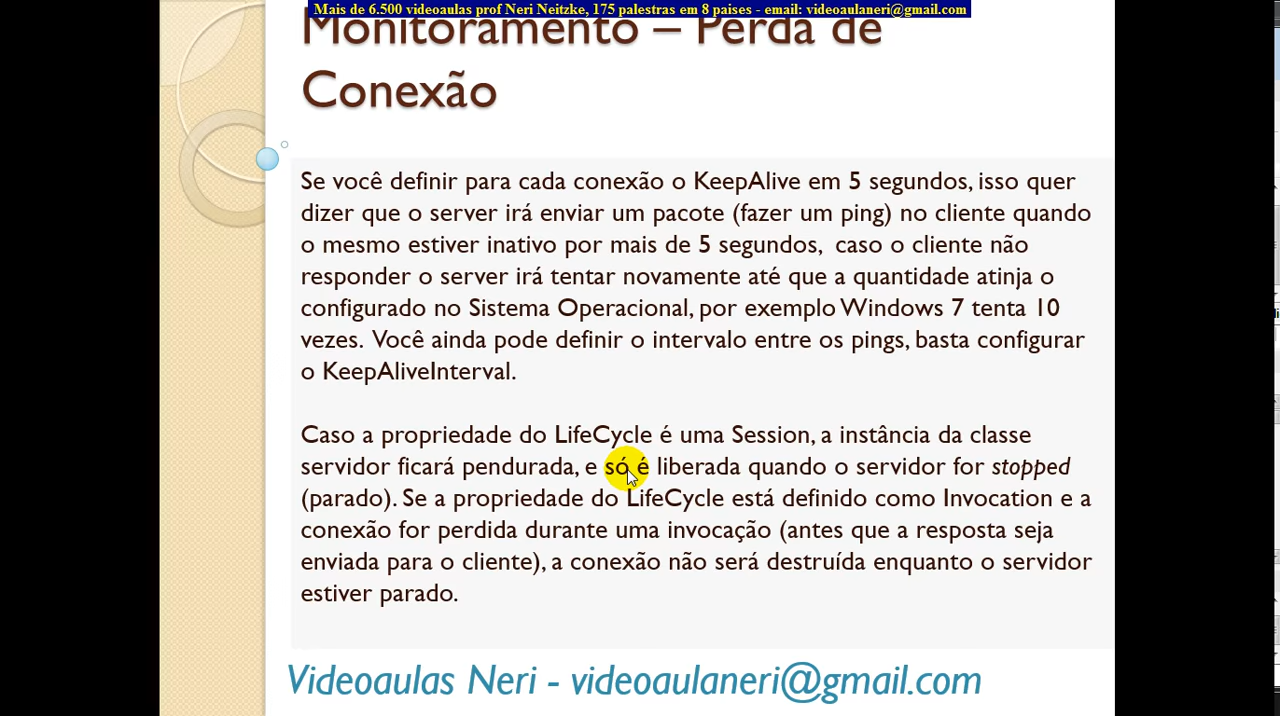 Mais de 6.500 videoaulas prof Neri Neitzke, 175 palestras em 8 paises - email: videoaulaneri@gmail.com
Monitoramento – Perda de
Conexão
Se você definir para cada conexão o KeepAlive em 5 segundos, isso quer
dizer que o server irá enviar um pacote (fazer um ping) no cliente quando
o mesmo estiver inativo por mais de 5 segundos,  caso o cliente não
responder o server irá tentar novamente até que a quantidade atinja o
configurado no Sistema Operacional, por exemplo Windows 7 tenta 10
vezes.  Você ainda pode definir o intervalo entre os pings, basta configurar
o KeepAliveInterval.
Caso a propriedade do LifeCycle é uma Session, a instância da classe
servidor ficará pendurada, e só é liberada quando o servidor for stopped
(parado). Se a propriedade do LifeCycle está definido como Invocation e a
conexão for perdida durante uma invocação (antes que a resposta seja
enviada para o cliente), a conexão não será destruída enquanto o servidor
estiver parado.
Videoaulas Neri - videoaulaneri@gmail.com